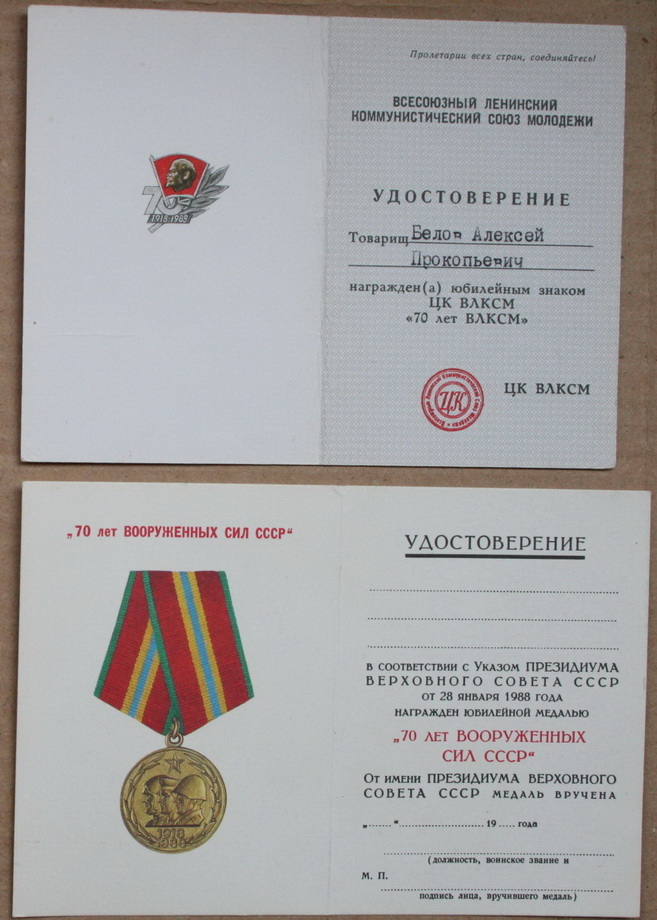 Пролетарии всех стран, соединяйтесь!
ВСЕСОЮЗНЫЙ ЛЕНИНСКИЙ
КОММУНИСТИЧЕСКИЙ СОЮЗ МОЛОДЕЖИ
70
1918-1988
УДОСТОВЕРЕНИЕ
Товарищ Белов Алексей
Прокопьевич
награжден(а) юбилейным знаком
ЦК ВЛКСМ
«70 лет ВЛКСМ»
ЦК
ЦК ВЛКСМ
„70 лет ВООРУЖЕННЫХ СИЛ СССР“
1918
1988
УДОСТОВЕРЕНИЕ
В СООТВЕТСТВИИ С УКАЗОМ ПРЕЗИДИУМА
ВЕРХОВНОГО СОВЕТА СССР
ОТ 28 ЯНВАРЯ 1988 ГОДА
НАГРАЖДЕН ЮБИЛЕЙНОЙ МЕДАЛЬЮ
„70 ЛЕТ ВООРУЖЕННЫХ
СИЛ СССР“
ОТ ИМЕНИ ПРЕЗИДИУМА ВЕРХОВНОГО
СОВЕТА СССР МЕДАЛЬ ВРУЧЕНА
„.......“........................ 19 ..... года
(должность, воинское звание и
М. П.
подпись лица, вручившего медаль)